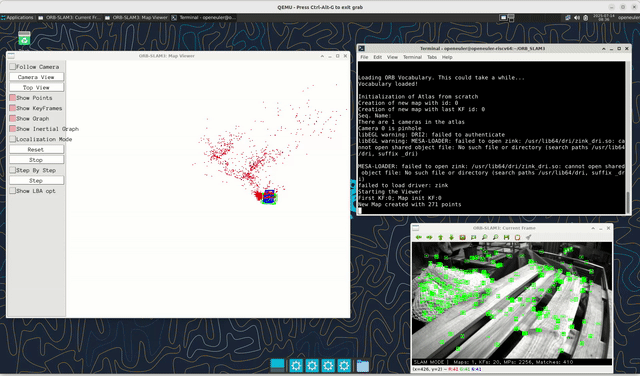 QEMU - Press Ctrl-Alt-G to exit grab
Applications
ORB-SLAM3: Current Fr...
ORB-SLAM3: Map Viewer
Terminal - openeuler@o...
2025-07-14
openeuler
ORB-SLAM3: Map Viewer
Follow Camera
Camera View
Top View
Show Points
Show KeyFrames
Show Graph
Show Inertial Graph
Localization Mode
Reset
Stop
Step By Step
Step
Show LBA opt
Terminal - openeuler@openeuler-riscv64:~/ORB_SLAM3
File Edit View Terminal Tabs Help
Loading ORB Vocabulary. This could take a while...
Vocabulary loaded!
Initialization of Atlas from scratch
Creation of new map with id: 0
Creation of new map with last KF id: 0
Seq. Name:
There are 1 cameras in the atlas
Camera 0 is pinhole
libEGL warning: DRI2: failed to authenticate
libEGL warning: MESA-LOADER: failed to open zink: /usr/lib64/dri/zink_dri.so: can
not open shared object file: No such file or directory (search paths /usr/lib64
/dri, suffix _dri)
MESA-LOADER: failed to open zink: /usr/lib64/dri/zink_dri.so: cannot open shared
object file: No such file or directory (search paths /usr/lib64/dri, suffix _dr
i)
failed to load driver: zink
Starting the Viewer
First KF:0; Map init KF:0
New Map created with 271 points
ORB-SLAM3: Current Frame
SLAM MODE | Maps: 1, KFs: 20, MPs: 2256, Matches: 410
(x=426, y=2) ~ R:42 G:41 B:41